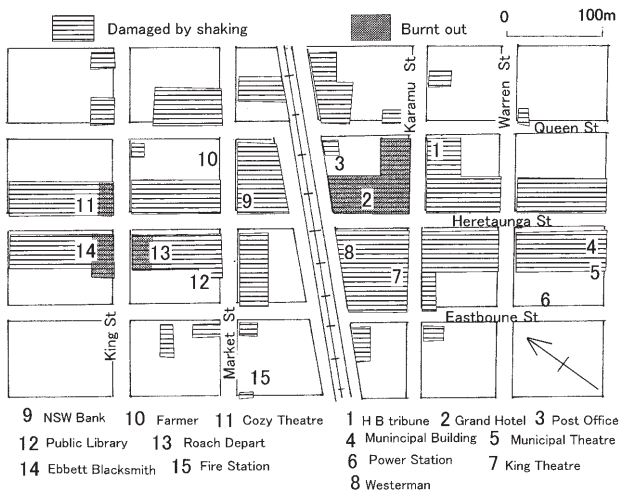 Damaged by shaking
Burnt out
0 100m
Karamu St
Warren St
Queen St
10
3
1
11
9
2
Heretaunga St
14
13
12
8
7
4
5
6
Eastboune St
King St
Market St
15
9 NSW Bank 10 Farmer 11 Cozy Theatre
12 Public Library 13 Roach Depart
14 Ebbett Blacksmith 15 Fire Station
1 H B tribune 2 Grand Hotel 3 Post Office
4 Munincipal Building 5 Municipal Theatre
6 Power Station 7 King Theatre
8 Westerman